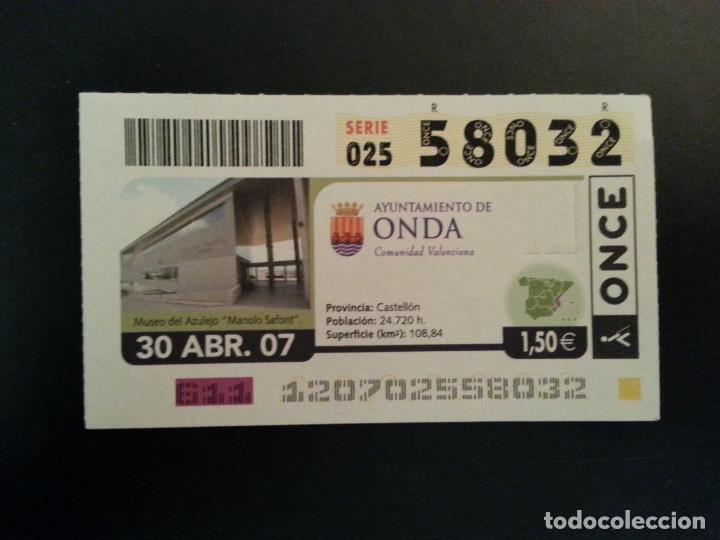 R R
SERIE
025 58032
AYUNTAMIENTO DE
ONDA
Comunidad Valenciana
Museo del Azulejo "Manolo Safont".
Provincia: Castellón
Población: 24.720 h.
Superficie (km²): 108,84
30 ABR. 07
1,50€
ONCE
611 120702558032
todocoleccion.net